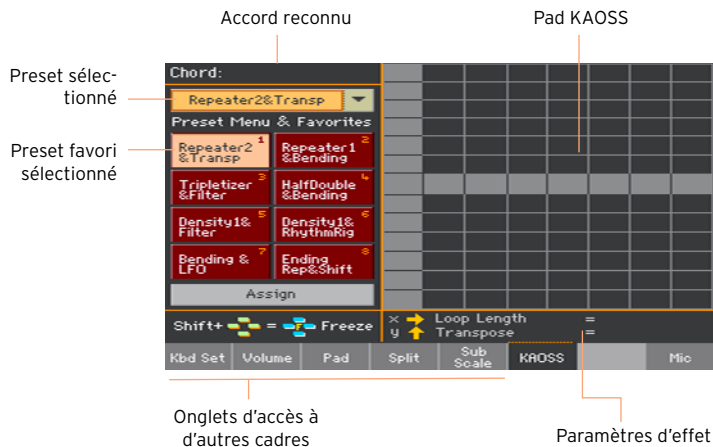 Accord reconnu
Pad KAOSS
Preset sélec-
tionné
Preset favori
sélectionné
Chord:
Repeater2&Transp
Preset Menu & Favorites
Repeater2 1
&Transp
Repeater1 2
&Bending
Tripletizer 3
&Filter
HalfDouble 4
&Bending
Density1& 5
Filter
Density1& 6
RhythmRig
Bending & 7
LFO
Ending 8
Rep&Shift
Assign
Shift+ = F Freeze
x Loop Length =
y Transpose =
Kbd Set
Volume
Pad
Split
Sub
Scale
KAOSS
Mic
Onglets d'accès à
d'autres cadres
Paramètres d'effet